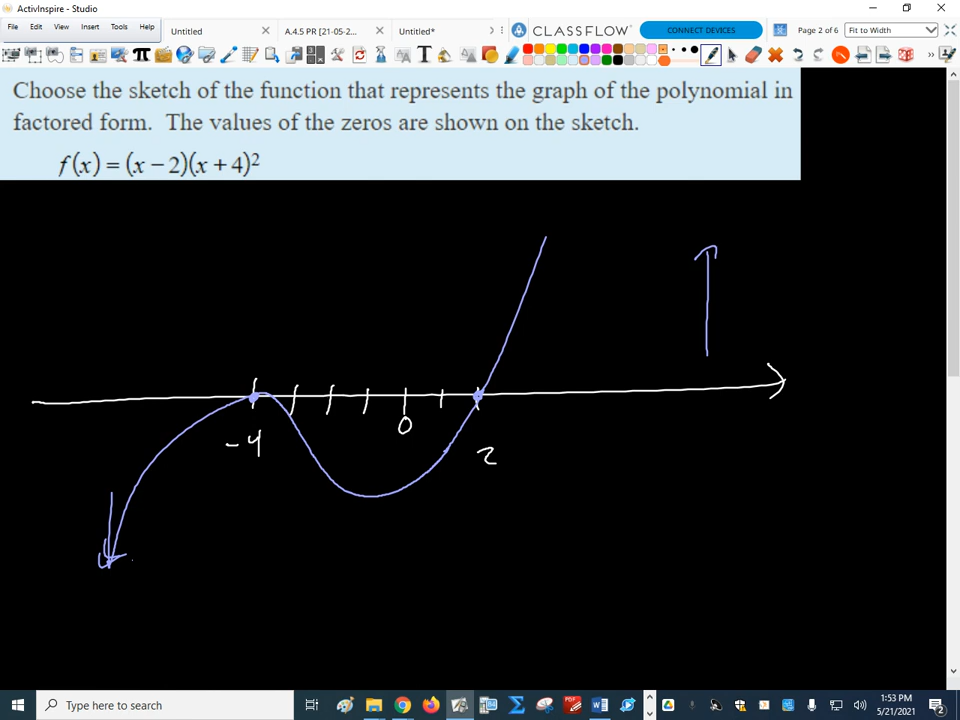 ActivInspire - Studio
File Edit View Insert Tools Help
Untitled
A.4.5 PR [21-05-2...
Untitled*
CLASSFLOW
CONNECT DEVICES
Page 2 of 6
Fit to Width
Choose the sketch of the function that represents the graph of the polynomial in
factored form. The values of the zeros are shown on the sketch.
f(x) = (x − 2)(x + 4)²
0
-4
2
Type here to search
1:53 PM
5/21/2021
2